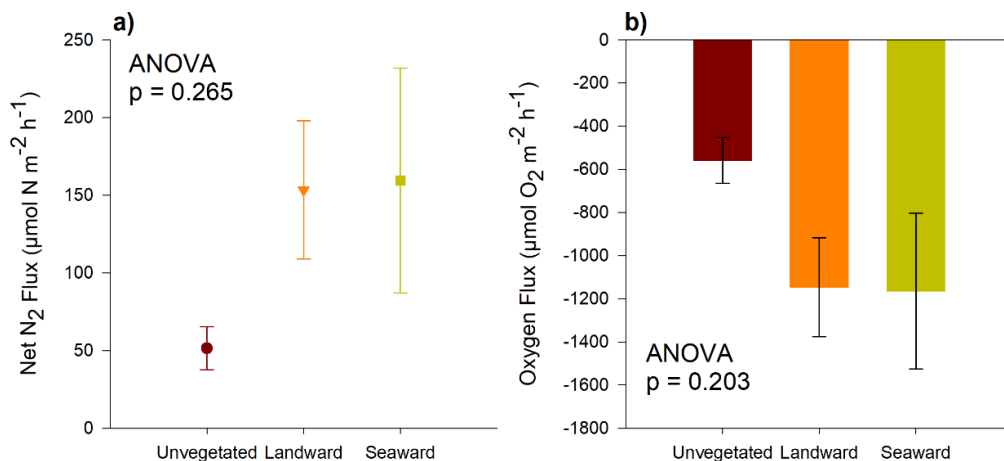 a)
ANOVA
p = 0.265
Net N2 Flux (µmol N m-2 h-1)
250
200
150
100
50
0
Unvegetated Landward Seaward
b)
ANOVA
p = 0.203
Oxygen Flux (µmol O2 m-2 h-1)
0
-200
-400
-600
-800
-1000
-1200
-1400
-1600
-1800
Unvegetated Landward Seaward